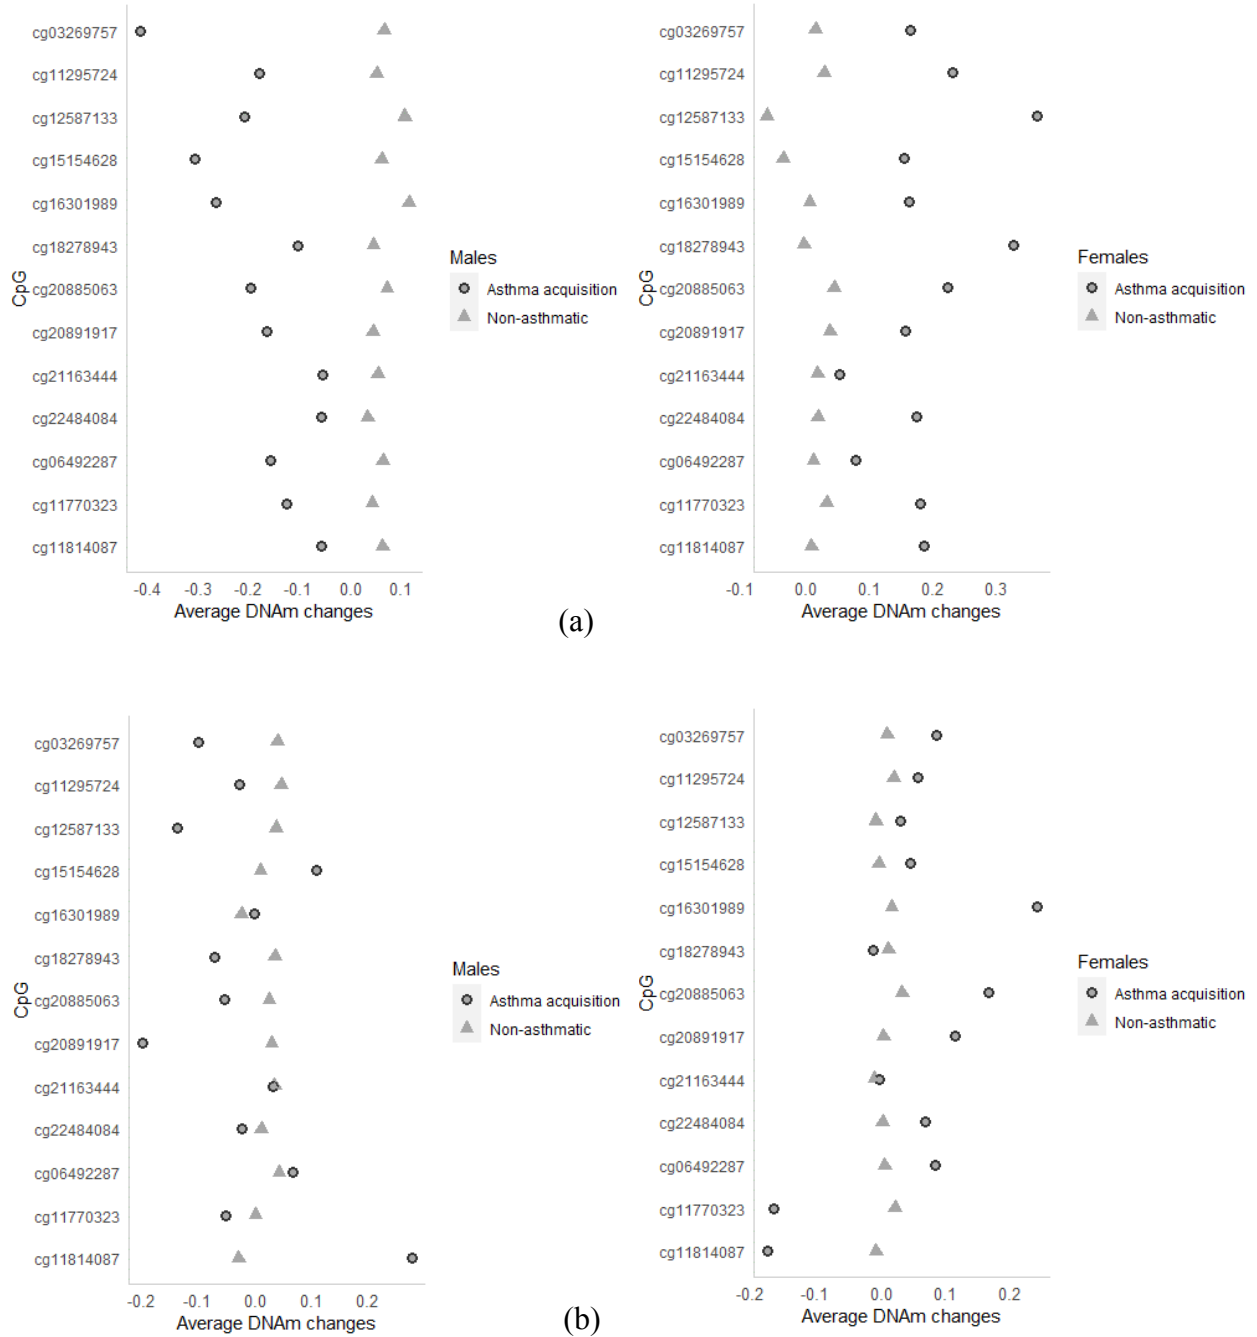 cg03269757
cg11295724
cg12587133
cg15154628
cg16301989
cg18278943
cg20885063
cg20891917
cg21163444
cg22484084
cg06492287
cg11770323
cg11814087
CpG
-0.4 -0.3 -0.2 -0.1 0.0 0.1
Average DNAm changes
Males
Asthma acquisition
Non-asthmatic
cg03269757
cg11295724
cg12587133
cg15154628
cg16301989
cg18278943
cg20885063
cg20891917
cg21163444
cg22484084
cg06492287
cg11770323
cg11814087
CpG
-0.1 0.0 0.1 0.2 0.3
Average DNAm changes
Females
Asthma acquisition
Non-asthmatic
(a)
cg03269757
cg11295724
cg12587133
cg15154628
cg16301989
cg18278943
cg20885063
cg20891917
cg21163444
cg22484084
cg06492287
cg11770323
cg11814087
CpG
-0.2 -0.1 0.0 0.1 0.2
Average DNAm changes
Males
Asthma acquisition
Non-asthmatic
cg03269757
cg11295724
cg12587133
cg15154628
cg16301989
cg18278943
cg20885063
cg20891917
cg21163444
cg22484084
cg06492287
cg11770323
cg11814087
CpG
-0.2 -0.1 0.0 0.1 0.2
Average DNAm changes
Females
Asthma acquisition
Non-asthmatic
(b)